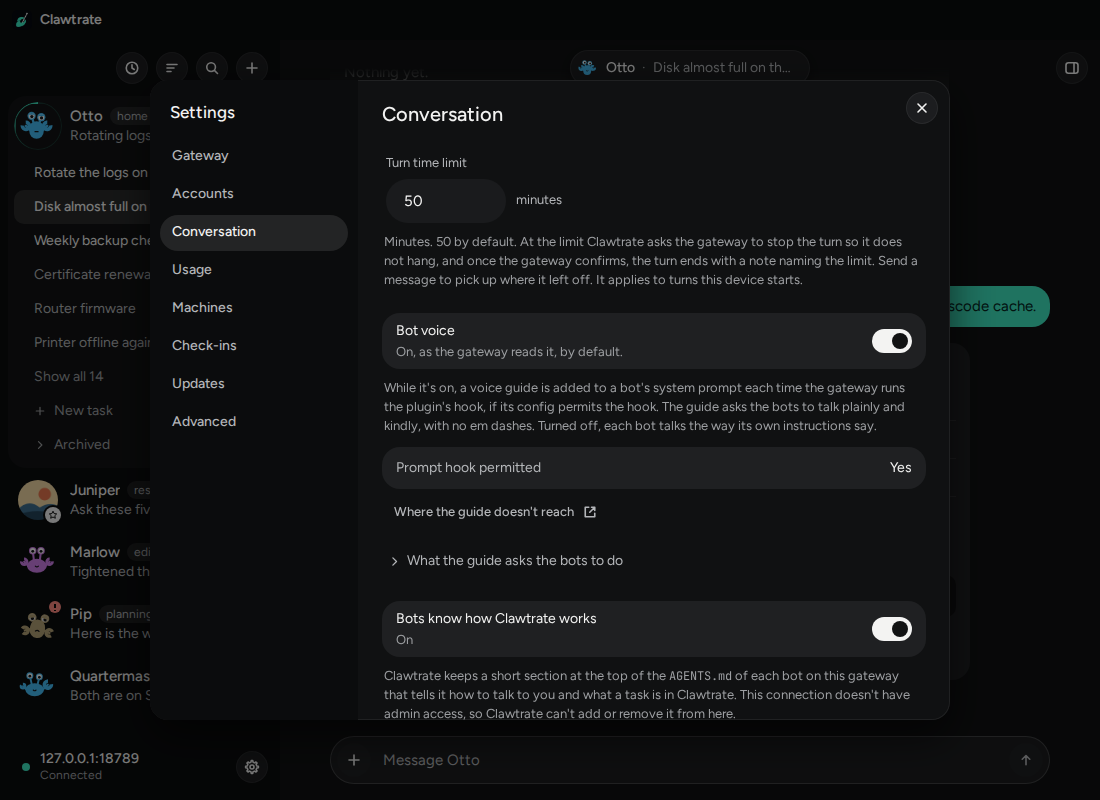 Clawtrate
Nothing yet.
Otto · Disk almost full on th...
Otto home
Rotating logs
Rotate the logs on
Disk almost full on
Weekly backup che
Certificate renewa
Router firmware
Printer offline again
Show all 14
+ New task
Archived
Juniper res
Ask these five
Marlow edi
Tightened th
Pip planning
Here is the w
Quartermas
Both are on S
127.0.0.1:18789
Connected
Settings
Gateway
Accounts
Conversation
Usage
Machines
Check-ins
Updates
Advanced
Conversation
Turn time limit
50 minutes
Minutes. 50 by default. At the limit Clawtrate asks the gateway to stop the turn so it does
not hang, and once the gateway confirms, the turn ends with a note naming the limit. Send a
message to pick up where it left off. It applies to turns this device starts.
Bot voice
On, as the gateway reads it, by default.
While it's on, a voice guide is added to a bot's system prompt each time the gateway runs
the plugin's hook, if its config permits the hook. The guide asks the bots to talk plainly and
kindly, with no em dashes. Turned off, each bot talks the way its own instructions say.
Prompt hook permitted Yes
Where the guide doesn't reach
What the guide asks the bots to do
Bots know how Clawtrate works
On
Clawtrate keeps a short section at the top of the AGENTS.md of each bot on this gateway
that tells it how to talk to you and what a task is in Clawtrate. This connection doesn't have
admin access, so Clawtrate can't add or remove it from here.
scode cache.
Message Otto